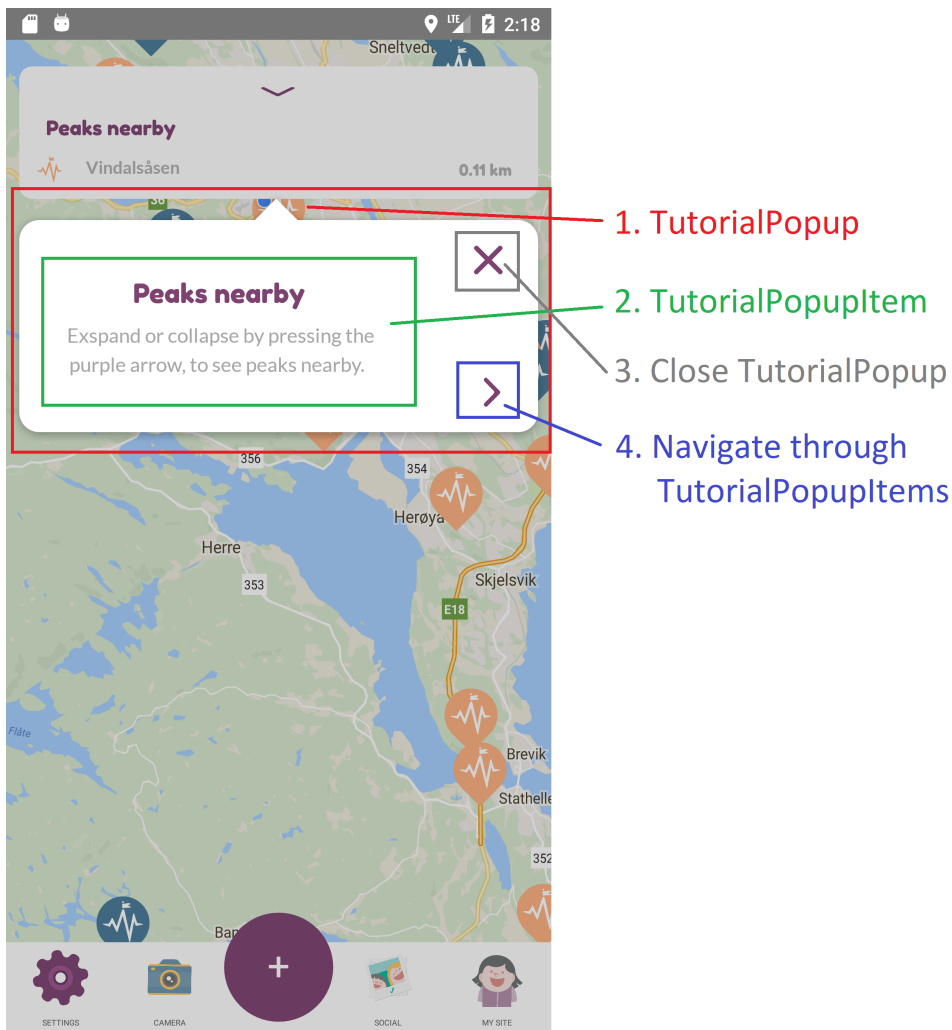 LTE 2:18
Sneltvedt
Peaks nearby
Vindalsåsen 0.11 km
36
1. TutorialPopup
Peaks nearby
2. TutorialPopupItem
Exspand or collapse by pressing the
purple arrow, to see peaks nearby.
3. Close TutorialPopup
4. Navigate through
TutorialPopupItems
356
354
Herøya
Herre
353
Skjelsvik
E18
Flåte
Brevik
Stathelle
352
SETTINGS
CAMERA
+
SOCIAL
MY SITE